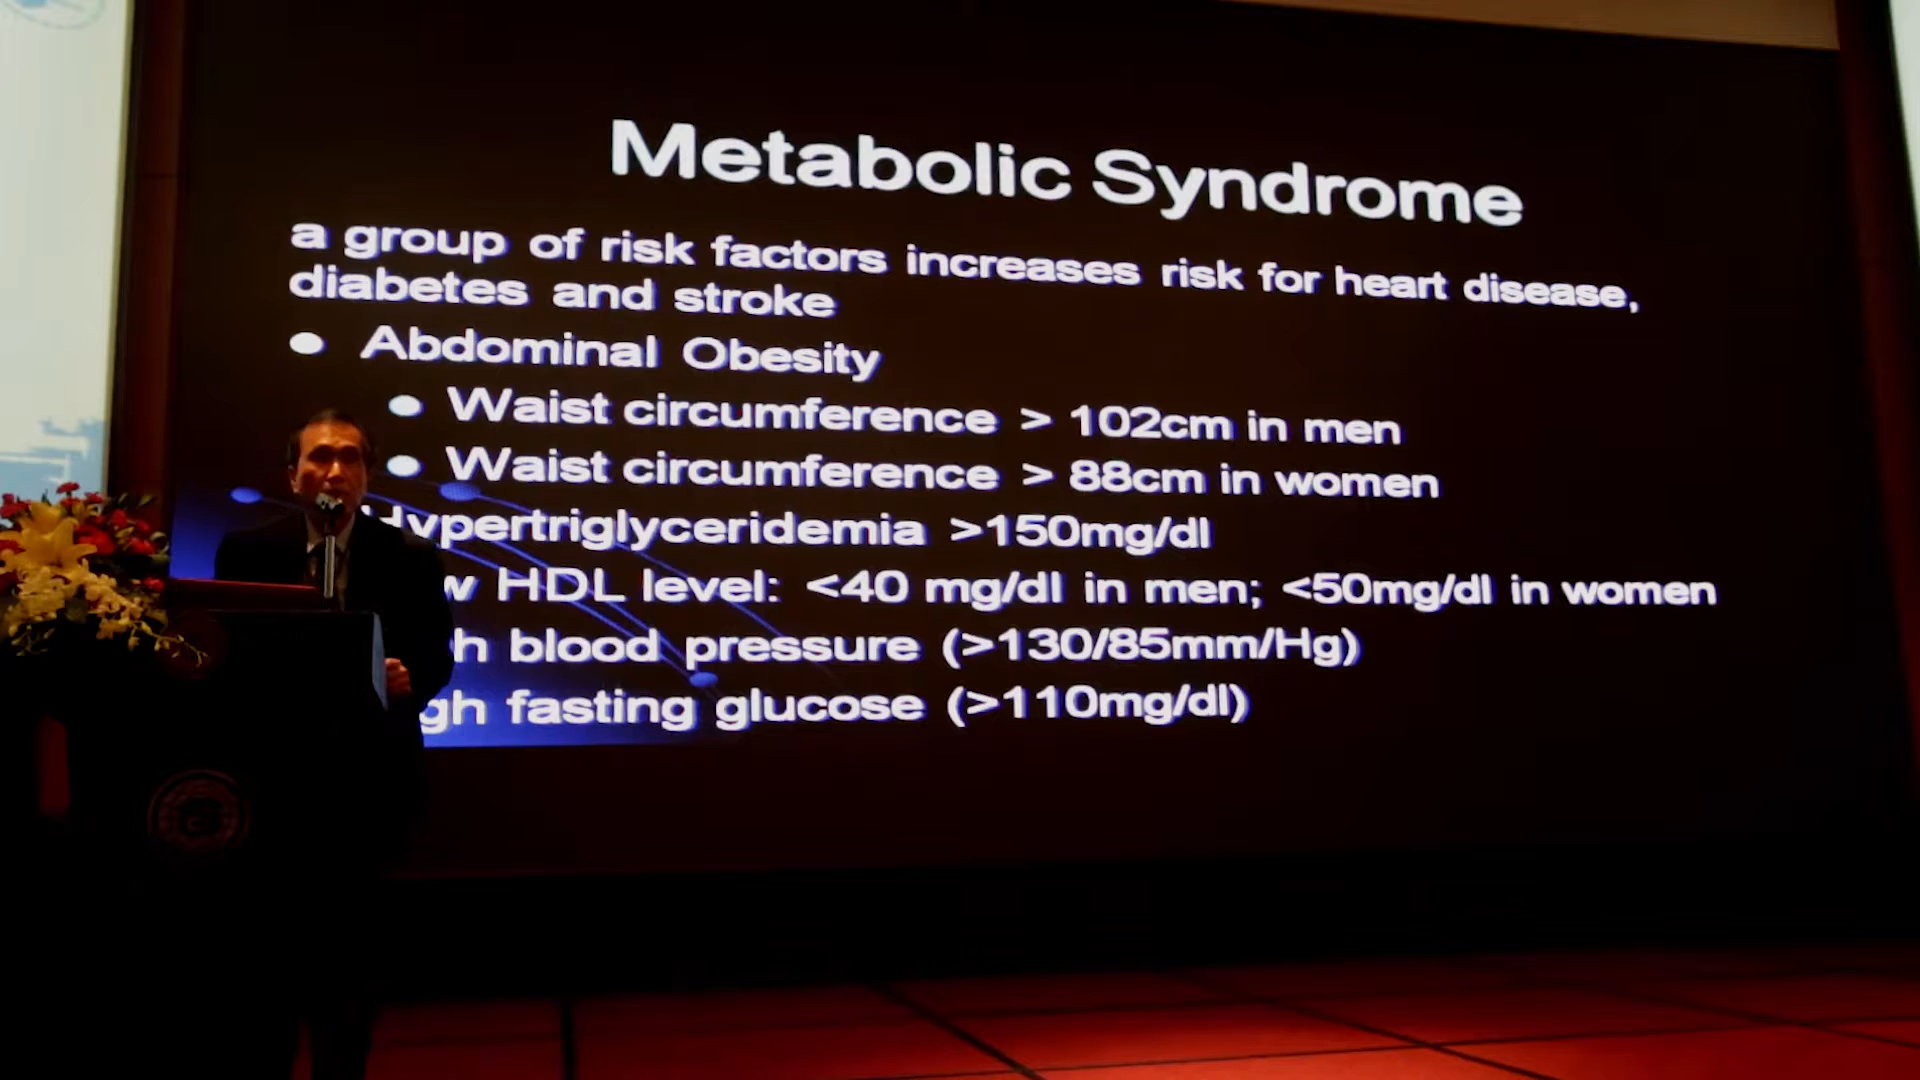 Metabolic Syndrome
a group of risk factors increases risk for heart disease,
diabetes and stroke
● Abdominal Obesity
● Waist circumference > 102cm in men
● Waist circumference > 88cm in women
Hypertriglyceridemia >150mg/dl
w HDL level: <40 mg/dl in men; <50mg/dl in women
h blood pressure (>130/85mm/Hg)
gh fasting glucose (>110mg/dl)